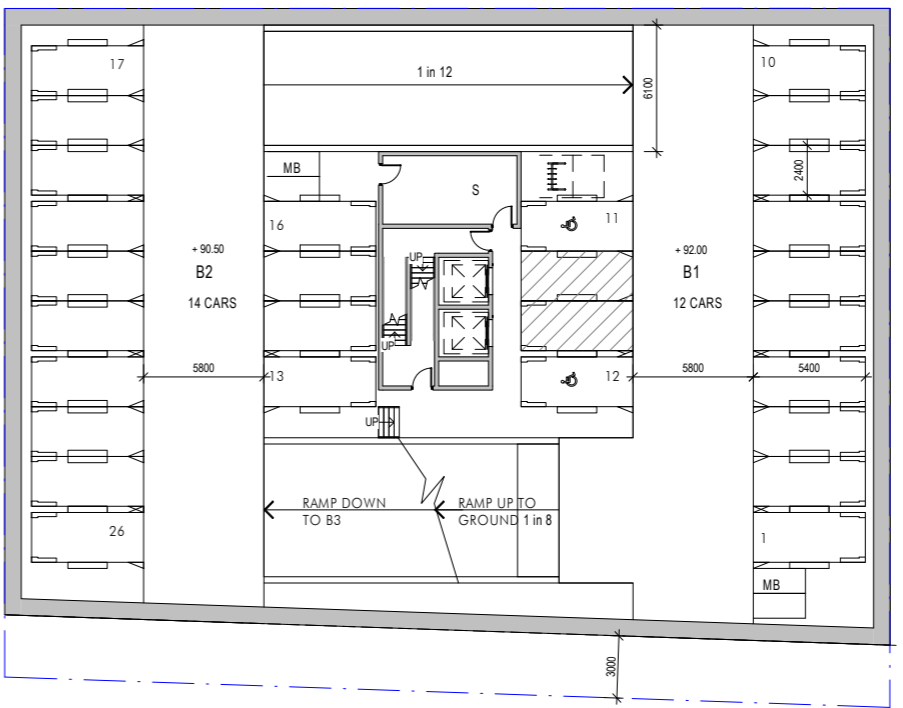 17
1 in 12
6100
10
MB
S
2400
16
11
UP
+ 90.50
B2
14 CARS
+ 92.00
B1
12 CARS
UP
5800
13
12
5800
5400
UP
RAMP DOWN
TO B3
RAMP UP TO
GROUND 1 in 8
26
1
MB
3000